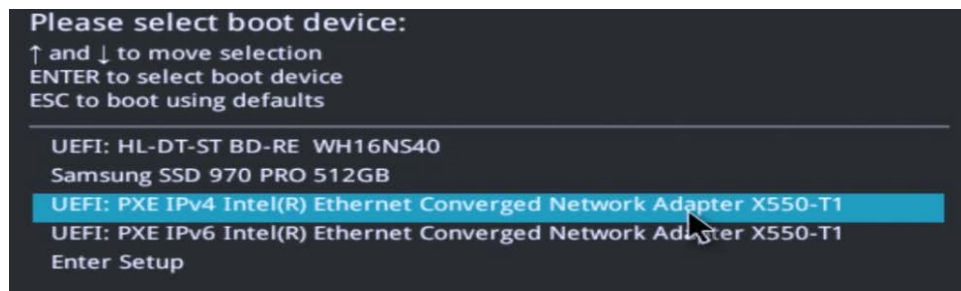 Please select boot device:
↑ and ↓ to move selection
ENTER to select boot device
ESC to boot using defaults
UEFI: HL-DT-ST BD-RE  WH16NS40
Samsung SSD 970 PRO 512GB
UEFI: PXE IPv4 Intel(R) Ethernet Converged Network Adapter X550-T1
UEFI: PXE IPv6 Intel(R) Ethernet Converged Network Adapter X550-T1
Enter Setup